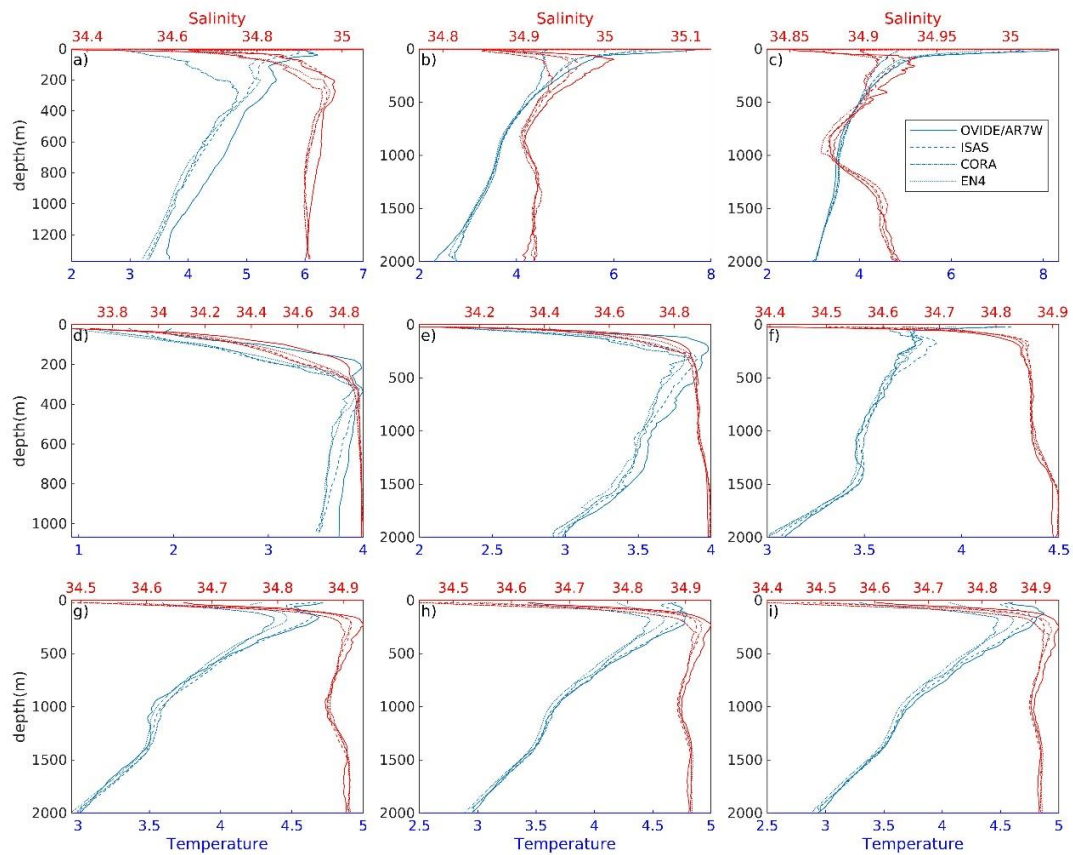 Salinity Salinity Salinity
34.4 34.6 34.8 35 34.8 34.9 35 35.1 34.85 34.9 34.95 35
0 a) 0 b) 0 c)
200 500 500
400 OVIDE/AR7W
600 ISAS
depth(m) 1000 1000 CORA
800 EN4
1000 1500 1500
1200
2000 2000
2 3 4 5 6 7 2 4 6 8 2 4 6 8
33.8 34 34.2 34.4 34.6 34.8 34.2 34.4 34.6 34.8 34.4 34.5 34.6 34.7 34.8 34.9
0 d) 0 e) 0 f)
200 500 500
400
depth(m) 1000 1000
600
800 1500 1500
1000 2000 2000
1 2 3 4 2 2.5 3 3.5 4 3 3.5 4 4.5
34.5 34.6 34.7 34.8 34.9 34.5 34.6 34.7 34.8 34.9 34.4 34.5 34.6 34.7 34.8 34.9
0 g) 0 h) 0 i)
500 500 500
depth(m) 1000 1000 1000
1500 1500 1500
2000 2000 2000
3 3.5 4 4.5 5 2.5 3 3.5 4 4.5 5 2.5 3 3.5 4 4.5 5
Temperature Temperature Temperature